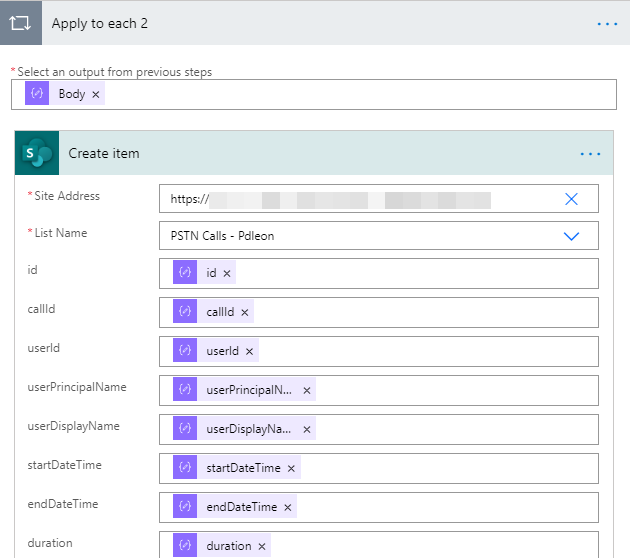 Apply to each 2
*Select an output from previous steps
Body
Create item
*Site Address
https://
*List Name
PSTN Calls - Pdleon
id
id
callId
callId
userId
userId
userPrincipalName
userPrincipalN...
userDisplayName
userDisplayNa...
startDateTime
startDateTime
endDateTime
endDateTime
duration
duration